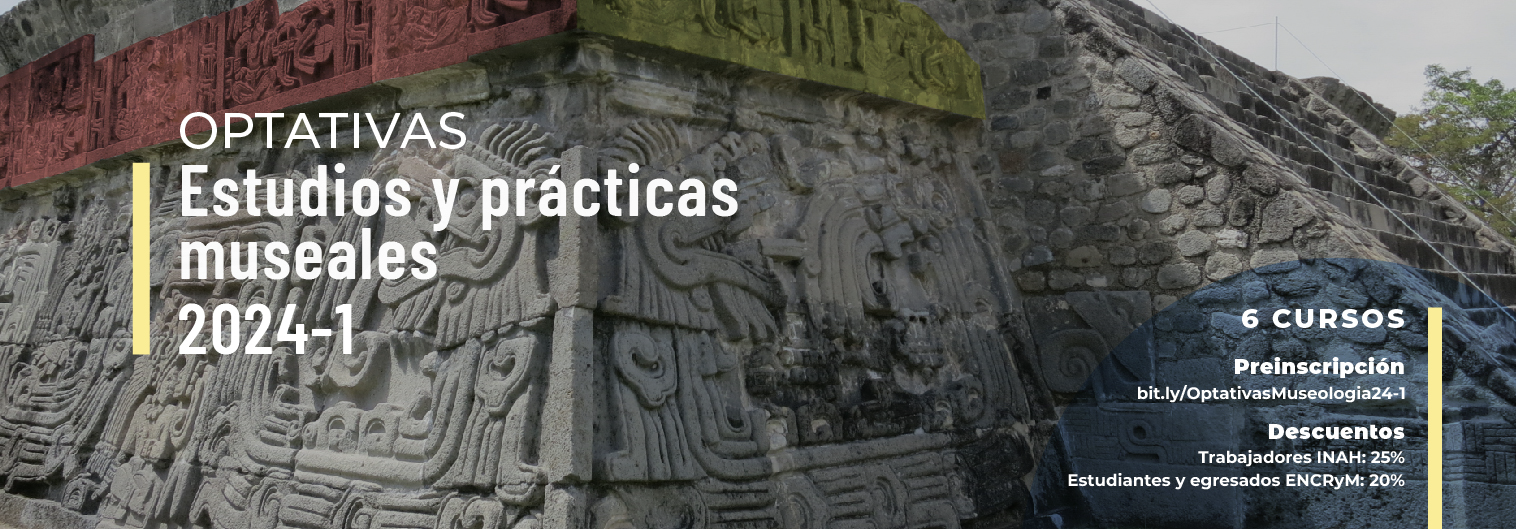 OPTATIVAS
Estudios y prácticas
museales
2024-1
6 CURSOS
Preinscripción
bit.ly/OptativasMuseologia24-1
Descuentos
Trabajadores INAH: 25%
Estudiantes y egresados ENCRyM: 20%